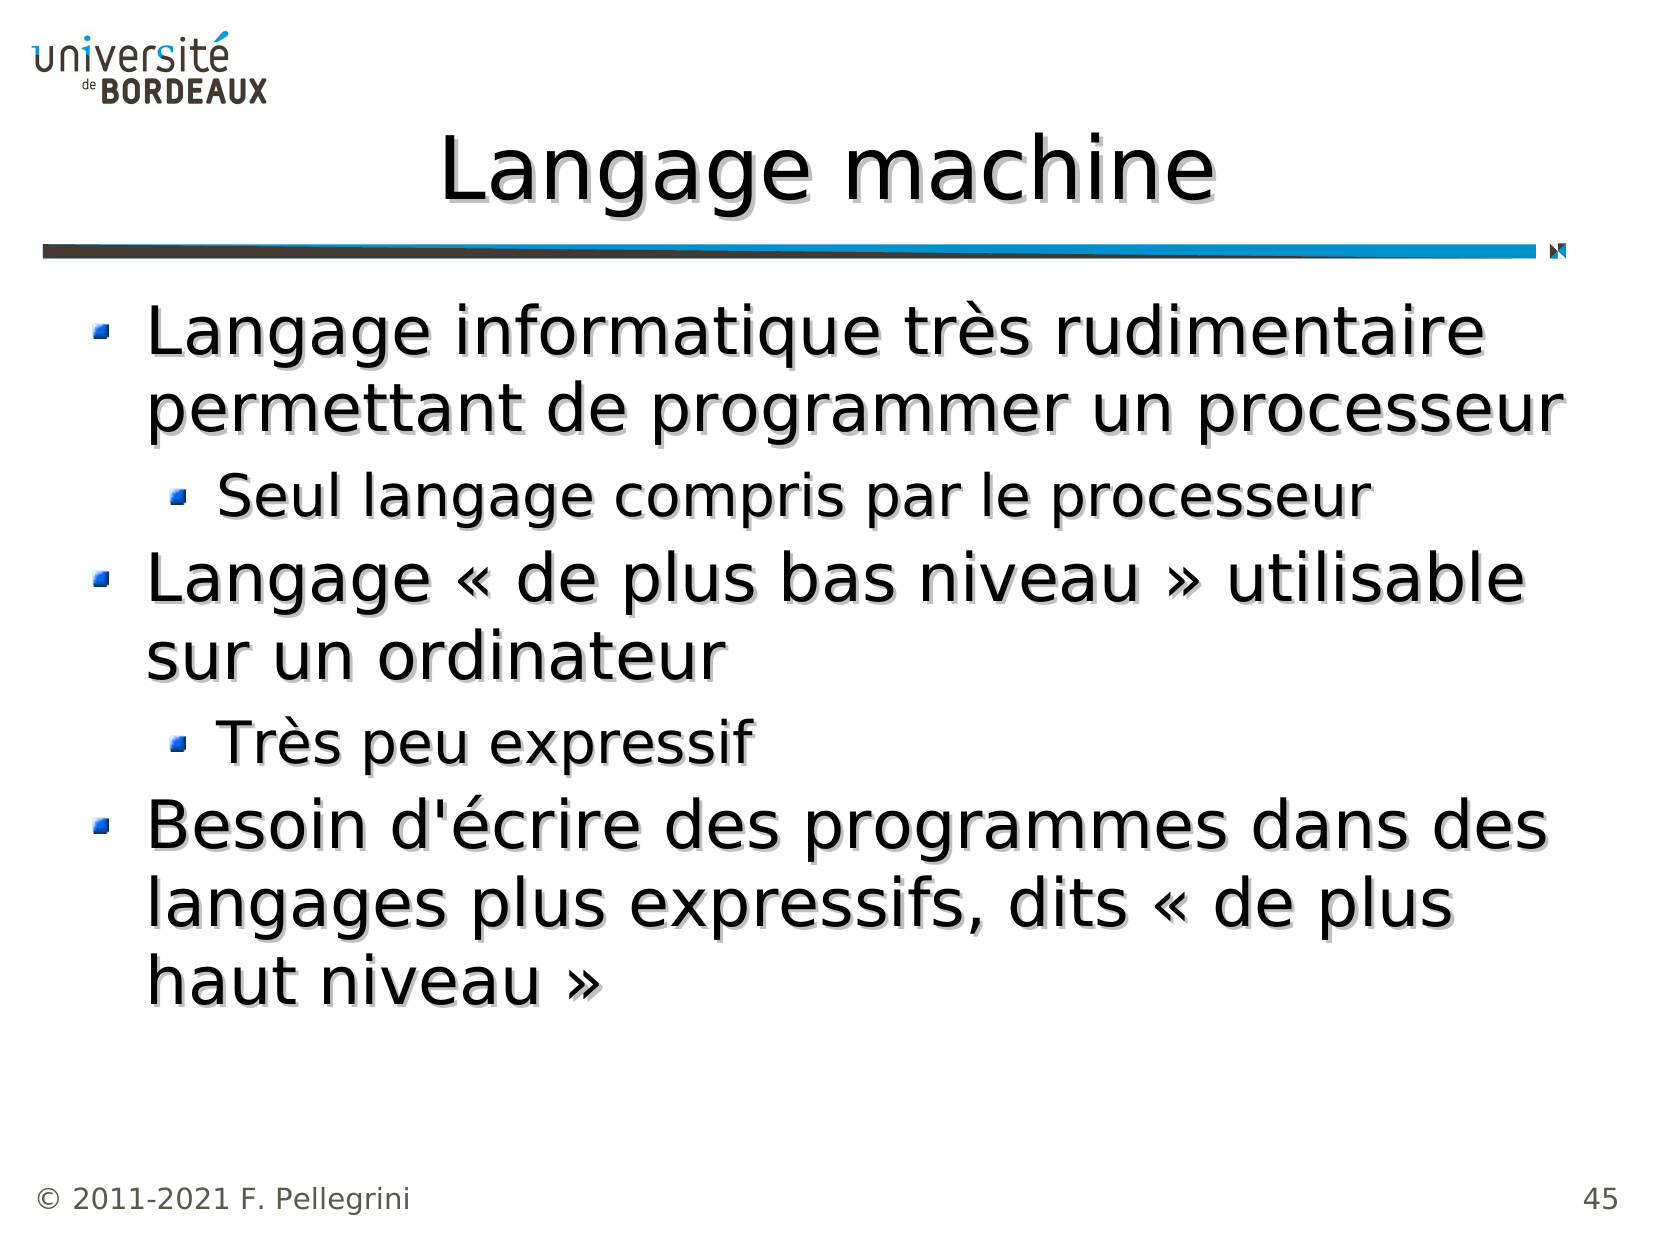 université
de BORDEAUX
Langage machine
Langage informatique très rudimentaire
permettant de programmer un processeur
Seul langage compris par le processeur
Langage « de plus bas niveau » utilisable
sur un ordinateur
Très peu expressif
Besoin d'écrire des programmes dans des
langages plus expressifs, dits « de plus
haut niveau »
© 2011-2021 F. Pellegrini
45